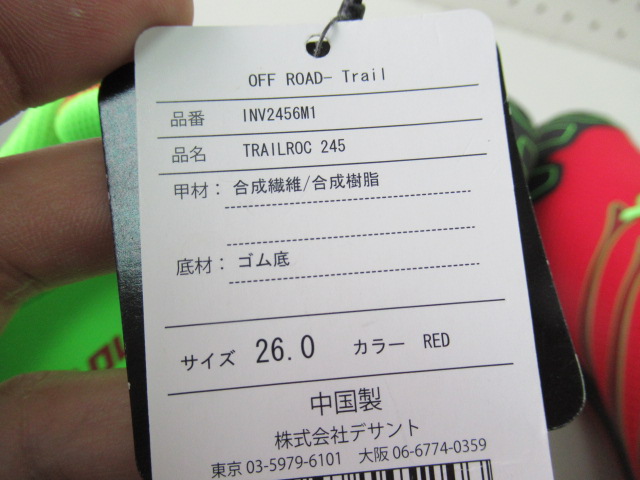 OFF ROAD- Trail
品番 INV2456M1
品名 TRAILROC 245
甲材： 合成繊維/合成樹脂
底材： ゴム底
サイズ 26.0 カラー RED
中国製
株式会社デサント
東京 03-5979-6101 大阪 06-6774-0359